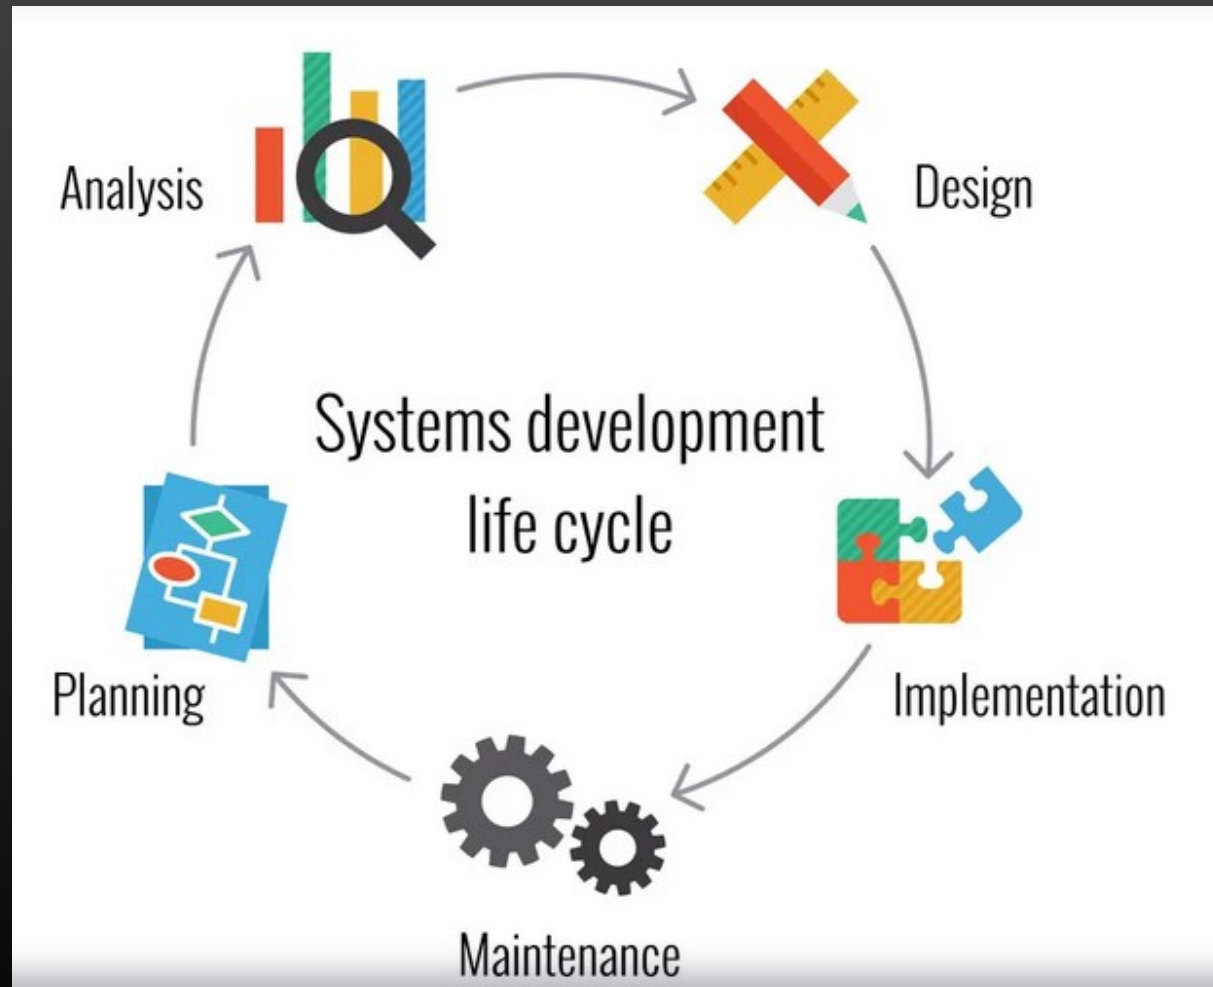 Analysis
Design
Systems development
life cycle
Planning
Implementation
Maintenance